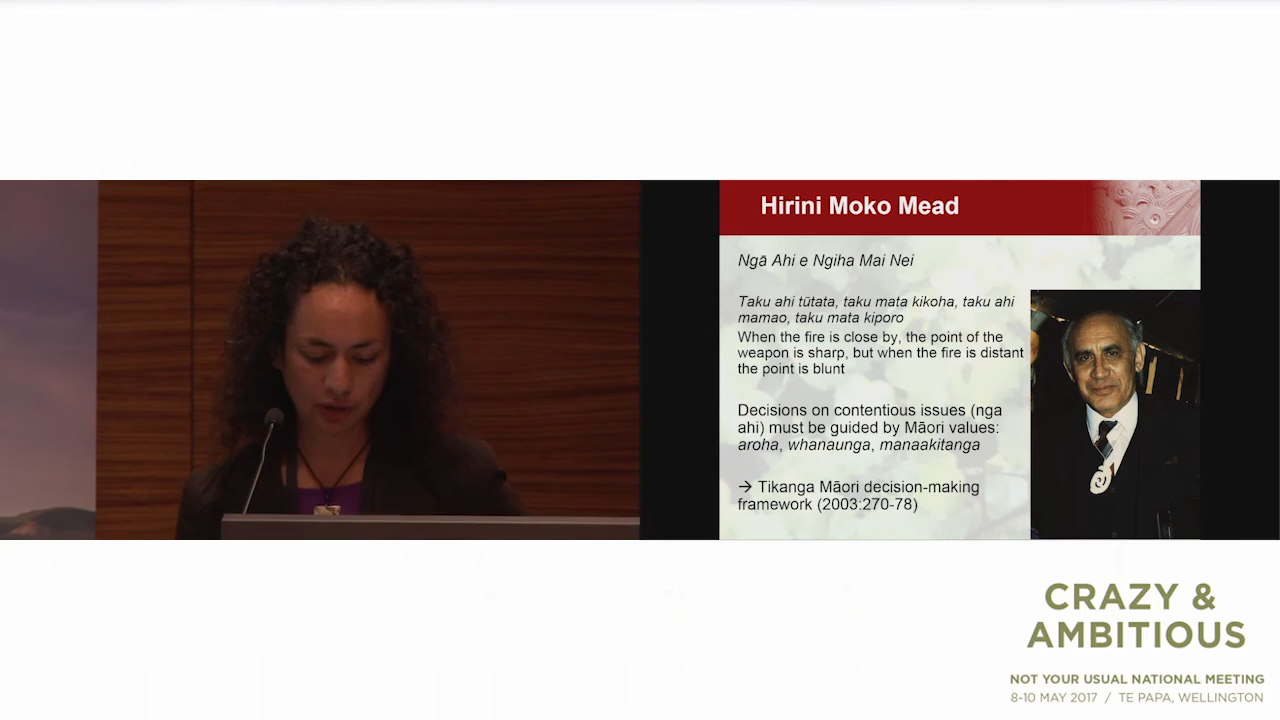 Hirini Moko Mead
Ngā Ahi e Ngiha Mai Nei
Taku ahi tūtata, taku mata kikoha, taku ahi
mamao, taku mata kiporo
When the fire is close by, the point of the
weapon is sharp, but when the fire is distant
the point is blunt
Decisions on contentious issues (nga
ahi) must be guided by Māori values:
aroha, whanaunga, manaakitanga
→ Tikanga Māori decision-making
framework (2003:270-78)
CRAZY &
AMBITIOUS
NOT YOUR USUAL NATIONAL MEETING
8-10 MAY 2017 / TE PAPA, WELLINGTON